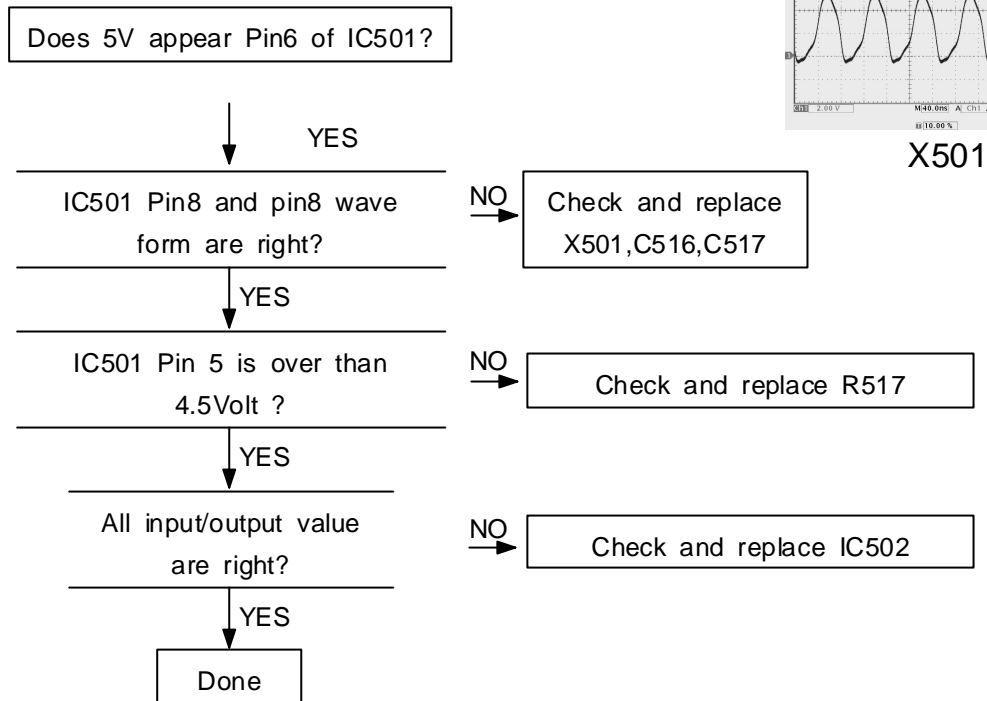 Does 5V appear Pin6 of IC501?
Ch1 2.00 V M 40.0ns A Ch1
10.00 %
X501
YES
IC501 Pin8 and pin8 wave
form are right?
NO
Check and replace
X501,C516,C517
YES
IC501 Pin 5 is over than
4.5Volt ?
NO
Check and replace R517
YES
All input/output value
are right?
NO
Check and replace IC502
YES
Done